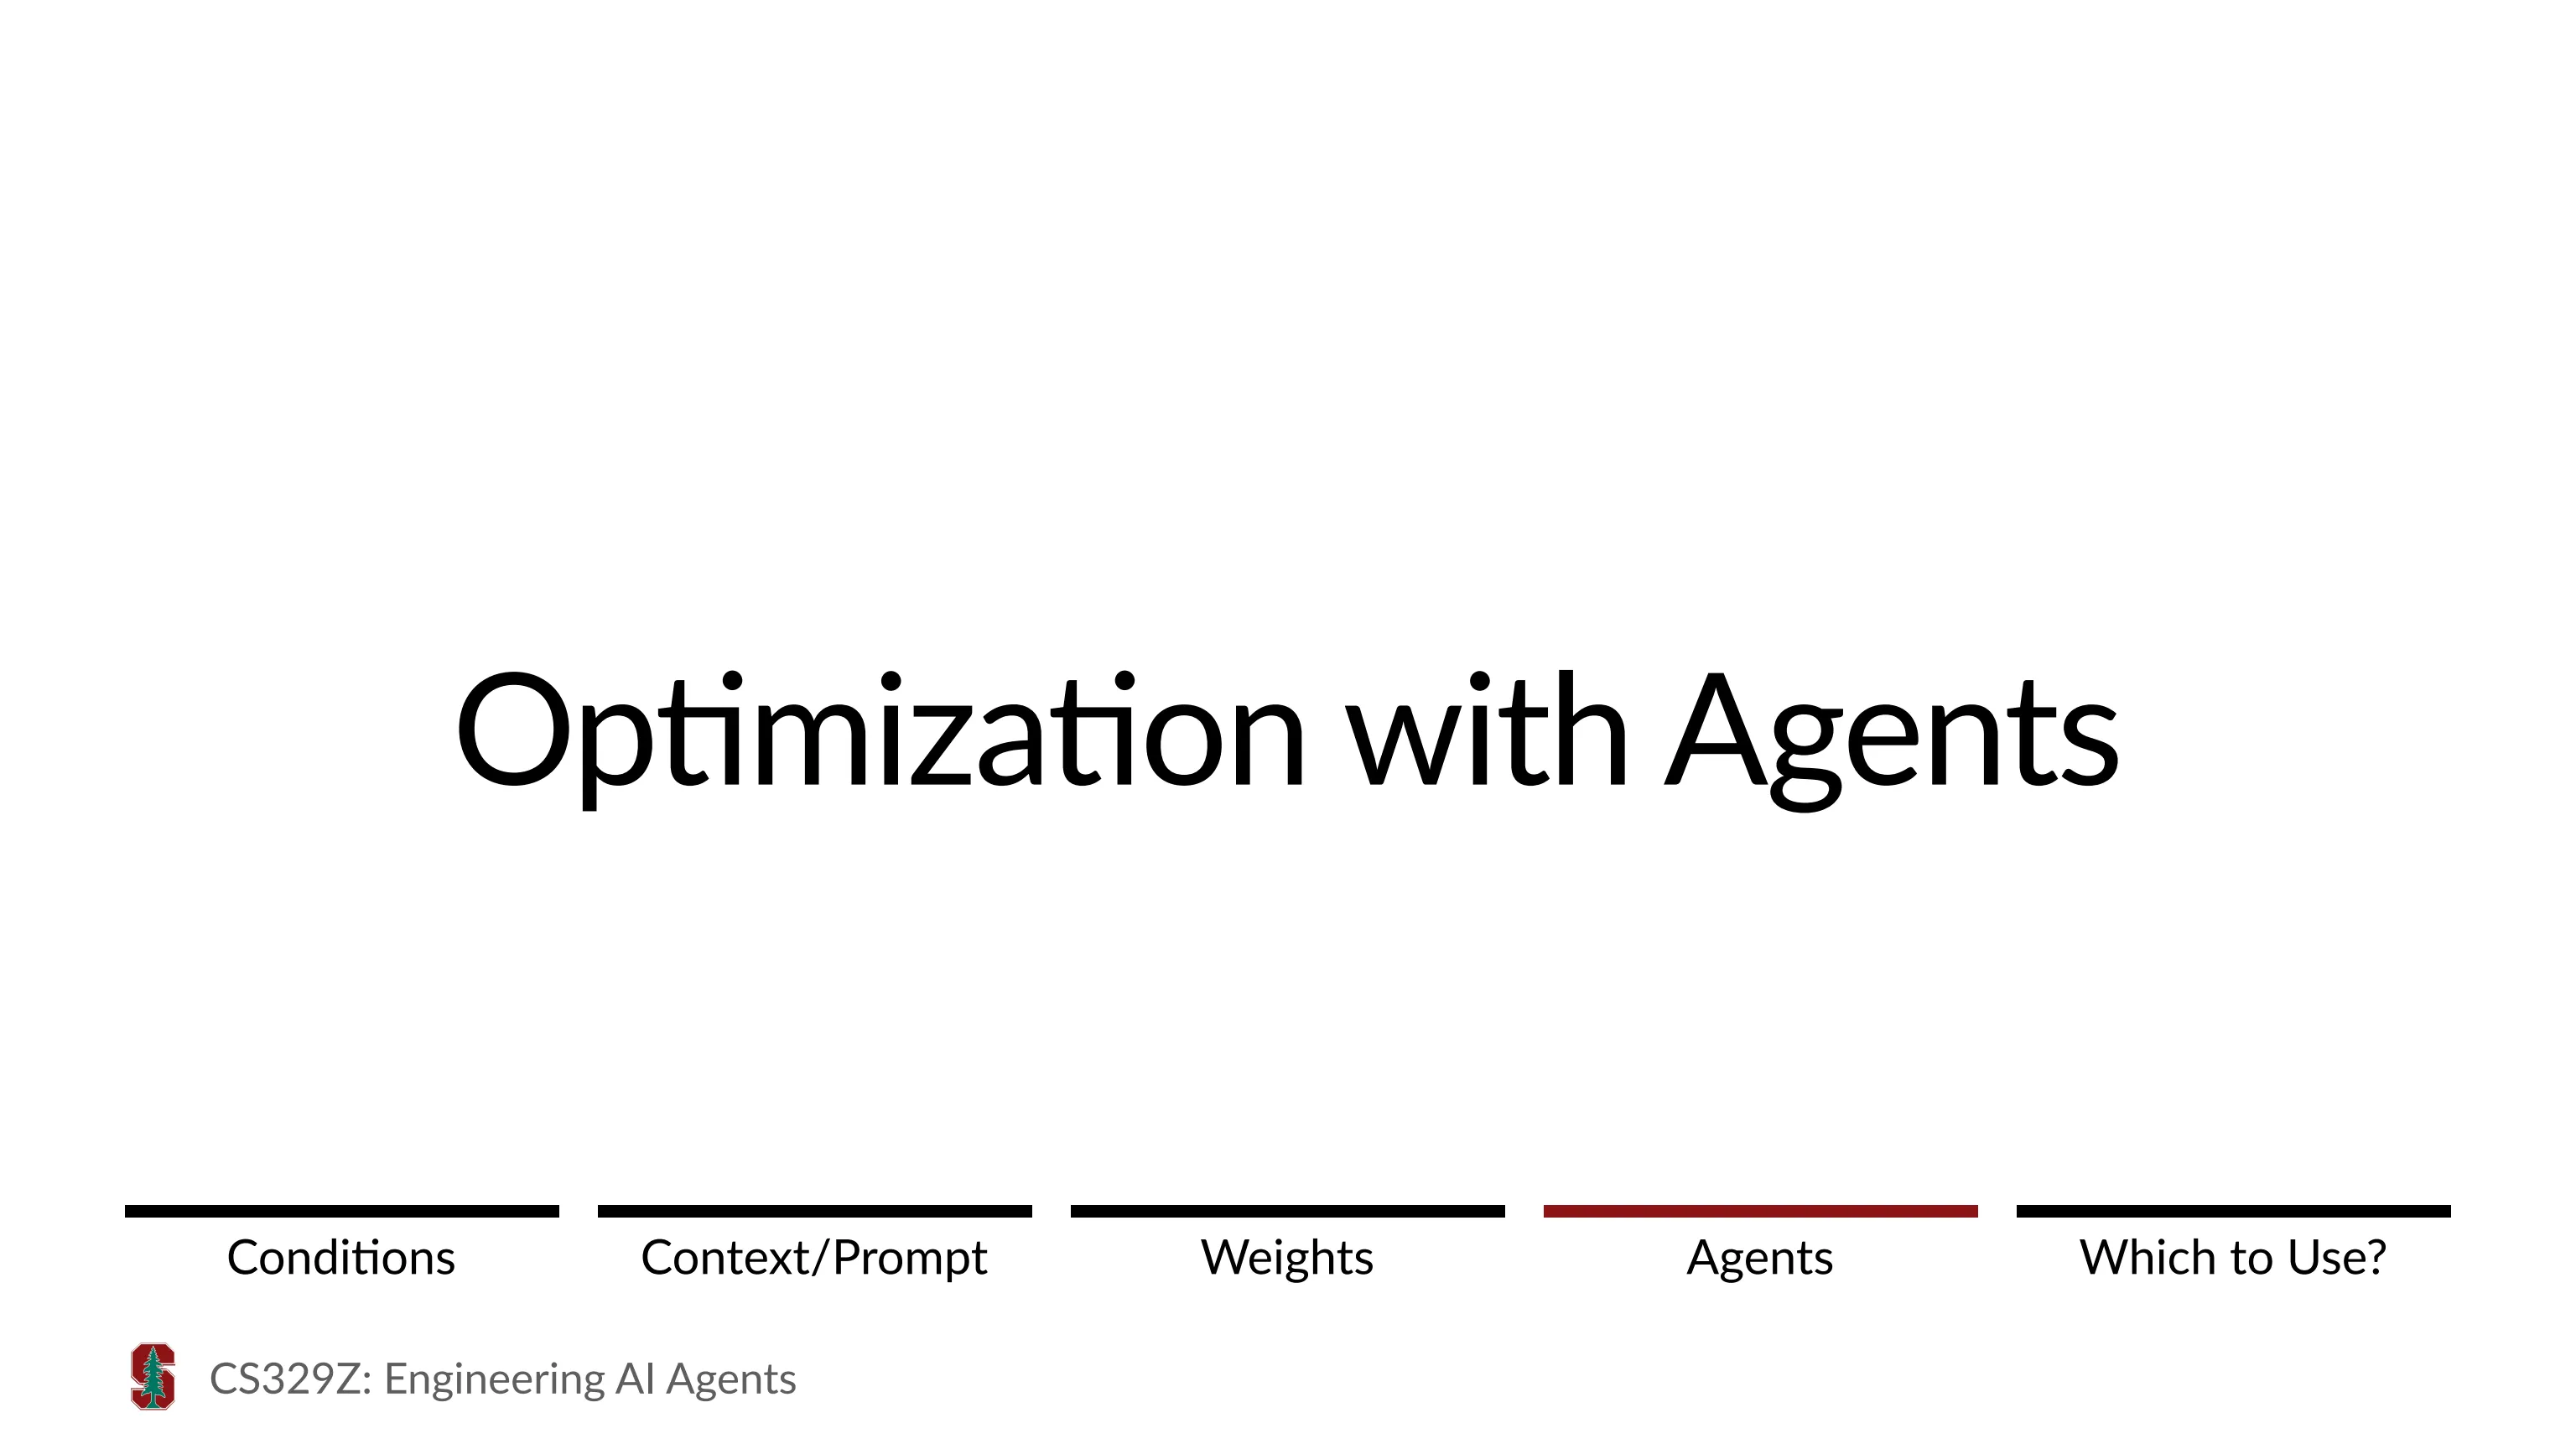 Optimization with Agents
Conditions
Context/Prompt
Weights
Agents
Which to Use?
CS329Z: Engineering AI Agents